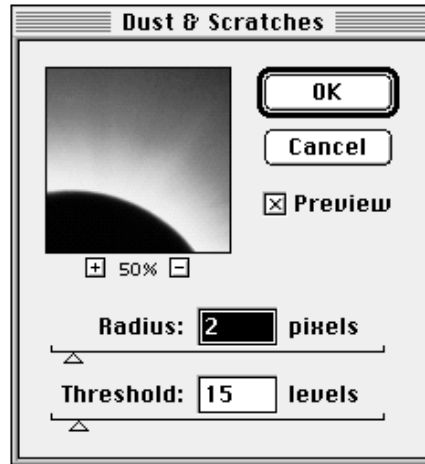 Dust & Scratches
OK
Cancel
Preview
+ 50% -
Radius: 2 pixels
Threshold: 15 levels